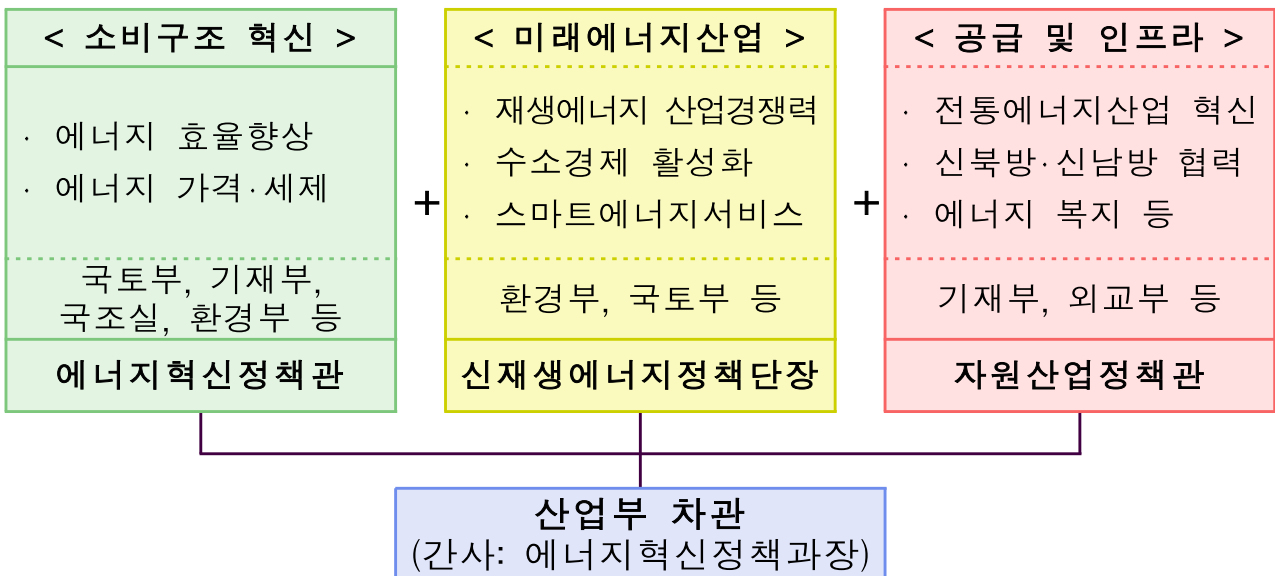 < 소비구조 혁신 >
· 에너지 효율향상
· 에너지 가격·세제
국토부, 기재부,
국조실, 환경부 등
에너지혁신정책관
+
< 미래에너지산업 >
· 재생에너지 산업경쟁력
· 수소경제 활성화
· 스마트에너지서비스
환경부, 국토부 등
신재생에너지정책단장
+
< 공급 및 인프라 >
· 전통에너지산업 혁신
· 신북방·신남방 협력
· 에너지 복지 등
기재부, 외교부 등
자원산업정책관
산업부 차관
(간사: 에너지혁신정책과장)